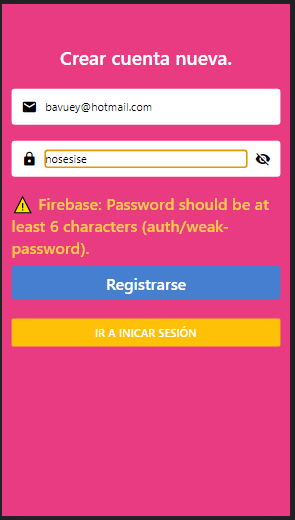 Crear cuenta nueva.
bavuey@hotmail.com
nosesise
Firebase: Password should be at
least 6 characters (auth/weak-
password).
Registrarse
IR A INICAR SESIÓN